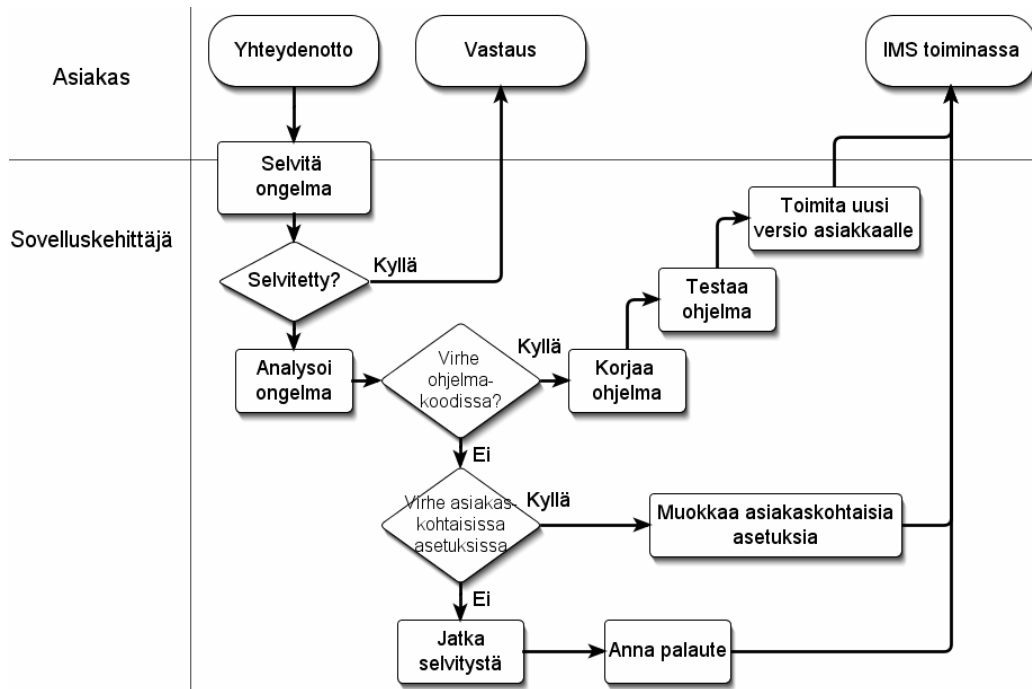 Yhteydenotto
Vastaus
IMS toiminassa
Asiakas
Selvitä
ongelma
Toimita uusi
versio asiakkaalle
Sovelluskehittäjä
Selvitetty?
Kyllä
Testaa
ohjelma
Analysoi
ongelma
Virhe
ohjelma-
koodissa?
Kyllä
Korjaa
ohjelma
Ei
Virhe asiakas-
kohtaisissa
asetuksissa
Kyllä
Muokkaa asiakaskohtaisia
asetuksia
Ei
Jatka
selvitystä
Anna palaute